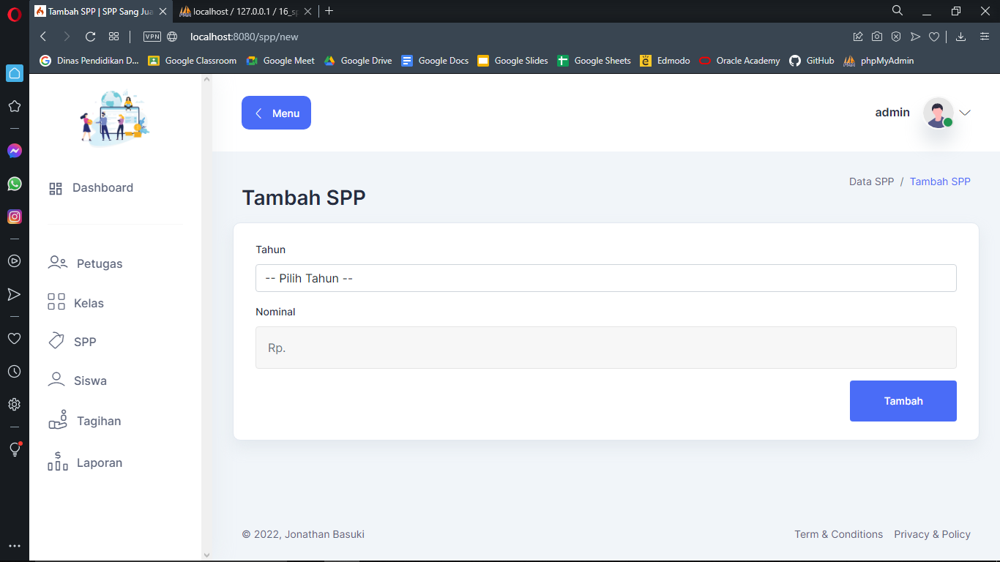 Tambah SPP | SPP Sang Jua
localhost / 127.0.0.1 / 16_sp
VPN
localhost:8080/spp/new
Dinas Pendidikan D... Google Classroom Google Meet Google Drive Google Docs Google Slides Google Sheets Edmodo Oracle Academy GitHub phpMyAdmin
Menu
admin
Dashboard
Petugas
Kelas
SPP
Siswa
Tagihan
Laporan
Data SPP / Tambah SPP
Tambah SPP
Tahun
-- Pilih Tahun --
Nominal
Rp.
Tambah
© 2022, Jonathan Basuki
Term & Conditions Privacy & Policy